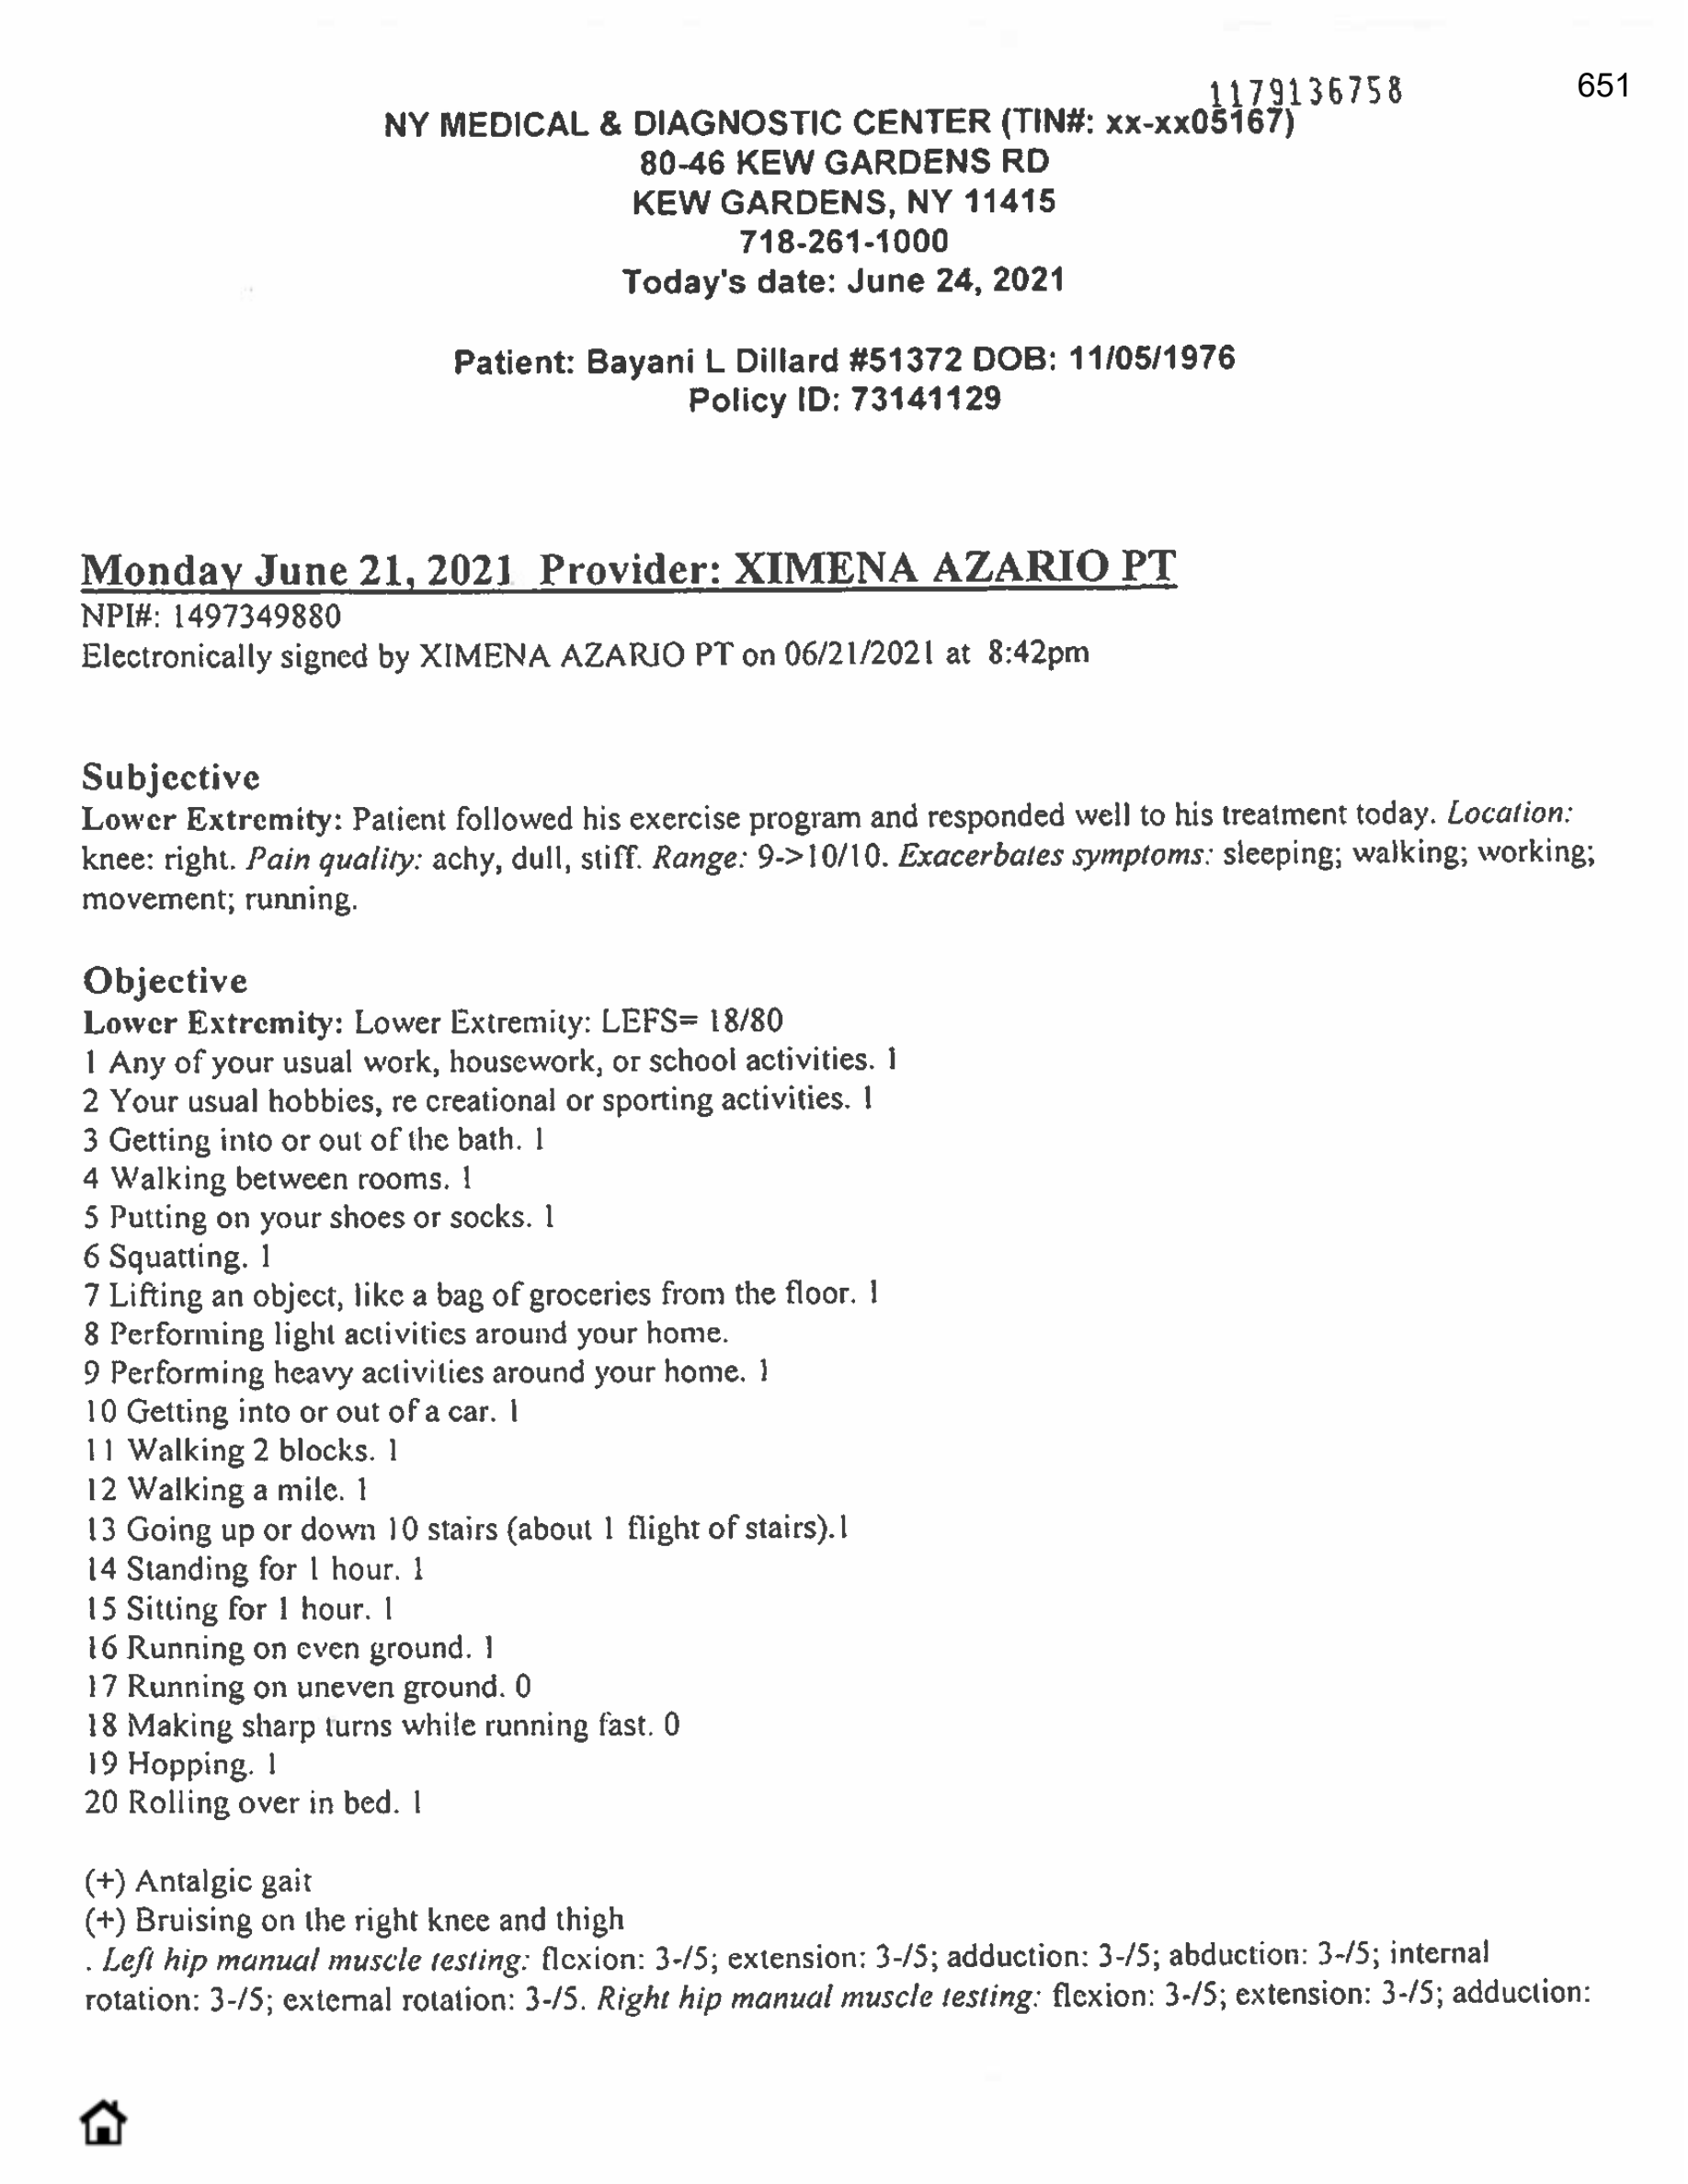 1179136758
651
NY MEDICAL & DIAGNOSTIC CENTER (TIN#: xx-xx05167)
80-46 KEW GARDENS RD
KEW GARDENS, NY 11415
718-261-1000
Today's date: June 24, 2021
Patient: Bayani L Dillard #51372 DOB: 11/05/1976
Policy ID: 73141129
Monday June 21, 2021 Provider: XIMENA AZARIO PT
NPI#: 1497349880
Electronically signed by XIMENA AZARIO PT on 06/21/2021 at 8:42pm
Subjective
Lower Extremity: Patient followed his exercise program and responded well to his treatment today. Location:
knee: right. Pain quality: achy, dull, stiff. Range: 9->10/10. Exacerbates symptoms: sleeping; walking; working;
movement; running.
Objective
Lower Extremity: Lower Extremity: LEFS= 18/80
1 Any of your usual work, housework, or school activities. 1
2 Your usual hobbies, re creational or sporting activities. 1
3 Getting into or out of the bath. 1
4 Walking between rooms. 1
5 Putting on your shoes or socks. 1
6 Squatting. 1
7 Lifting an object, like a bag of groceries from the floor. 1
8 Performing light activities around your home.
9 Performing heavy activities around your home. 1
10 Getting into or out of a car. 1
11 Walking 2 blocks. 1
12 Walking a mile. 1
13 Going up or down 10 stairs (about 1 flight of stairs).1
14 Standing for 1 hour. 1
15 Sitting for 1 hour. 1
16 Running on even ground. 1
17 Running on uneven ground. 0
18 Making sharp turns while running fast. 0
19 Hopping. 1
20 Rolling over in bed. 1
(+) Antalgic gait
(+) Bruising on the right knee and thigh
. Left hip manual muscle testing: flexion: 3-/5; extension: 3-/5; adduction: 3-/5; abduction: 3-/5; internal
rotation: 3-/5; external rotation: 3-/5. Right hip manual muscle testing: flexion: 3-/5; extension: 3-/5; adduction: